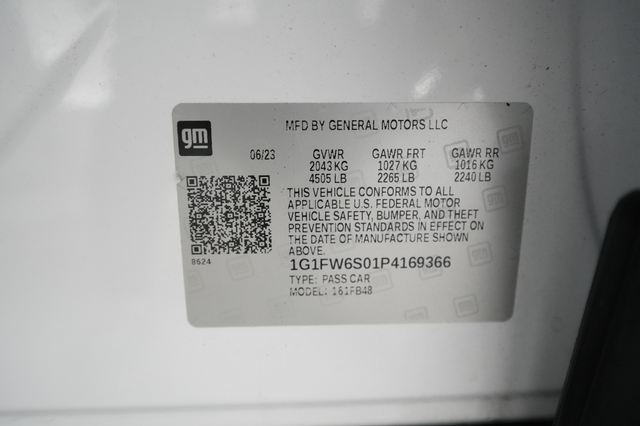 gm
MFD BY GENERAL MOTORS LLC
06/23 GVWR GAWR FRT GAWR RR
2043 KG 1027 KG 1016 KG
4505 LB 2265 LB 2240 LB
THIS VEHICLE CONFORMS TO ALL
APPLICABLE U.S. FEDERAL MOTOR
VEHICLE SAFETY, BUMPER, AND THEFT
PREVENTION STANDARDS IN EFFECT ON
THE DATE OF MANUFACTURE SHOWN
ABOVE.
8524
1G1FW6S01P4169366
TYPE: PASS CAR
MODEL: 161FB48